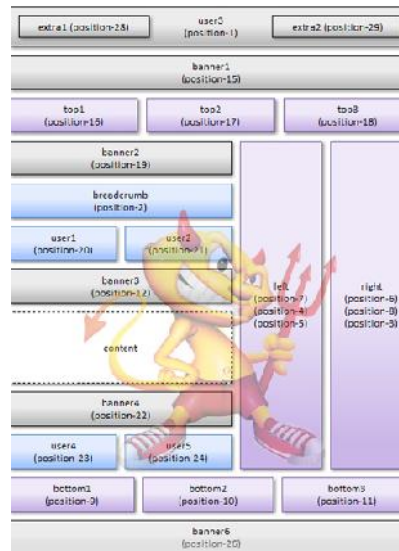 extra1 (position-28)
user3
(position-1)
extra2 (position-29)
banner1
(position-15)
top1
(position-16)
top2
(position-17)
top3
(position-18)
banner2
(position-19)
breadcrumb
(position-2)
user1
(position-20)
user2
(position-21)
banner3
(position-12)
left
(position-7)
(position-4)
(position-5)
right
(position-6)
(position-8)
(position-3)
content
banner4
(position-22)
user4
(position-23)
user5
(position-24)
bottom1
(position-9)
bottom2
(position-10)
bottom3
(position-11)
banner6